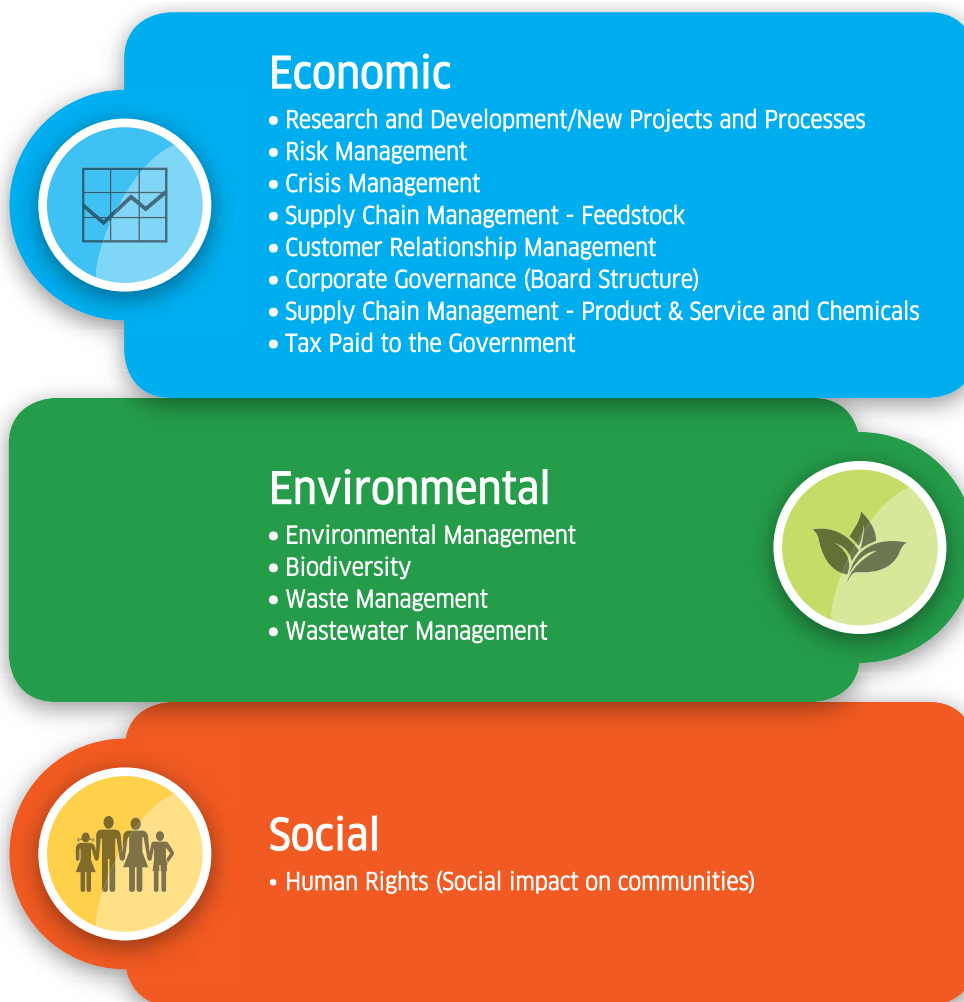 Economic
• Research and Development/New Projects and Processes
• Risk Management
• Crisis Management
• Supply Chain Management - Feedstock
• Customer Relationship Management
• Corporate Governance (Board Structure)
• Supply Chain Management - Product & Service and Chemicals
• Tax Paid to the Government
Environmental
• Environmental Management
• Biodiversity
• Waste Management
• Wastewater Management
Social
• Human Rights (Social impact on communities)